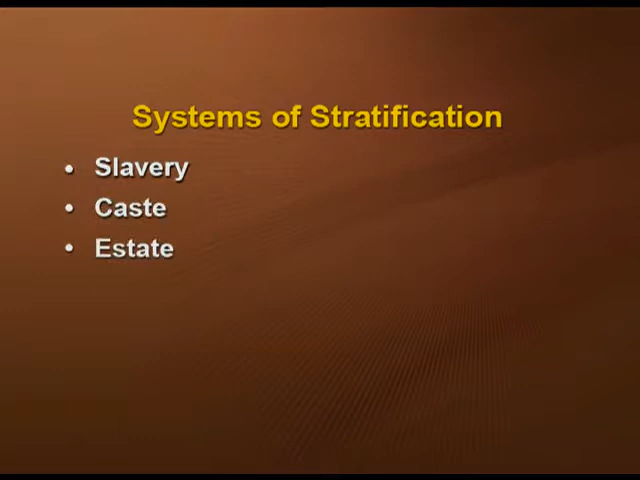 Systems of Stratification
• Slavery
• Caste
• Estate